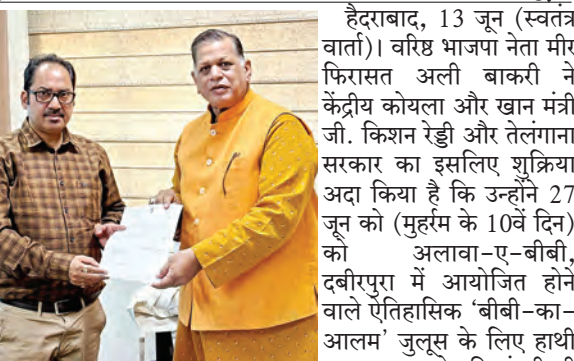 हैदराबाद, 13 जून (स्वतंत्र
वार्ता)। वरिष्ठ भाजपा नेता मीर
फिरासत अली बाकरी ने
केंद्रीय कोयला और खान मंत्री
जी. किशन रेड्डी और तेलंगाना
सरकार का इसलिए शुक्रिया
अदा किया है कि उन्होंने 27
जून को (मुहर्रम के 10वें दिन)
को अलावा-ए-बीबी,
दबीरपुरा में आयोजित होने
वाले ऐतिहासिक ‘बीबी-का-
आलम’ जुलूस के लिए हाथी